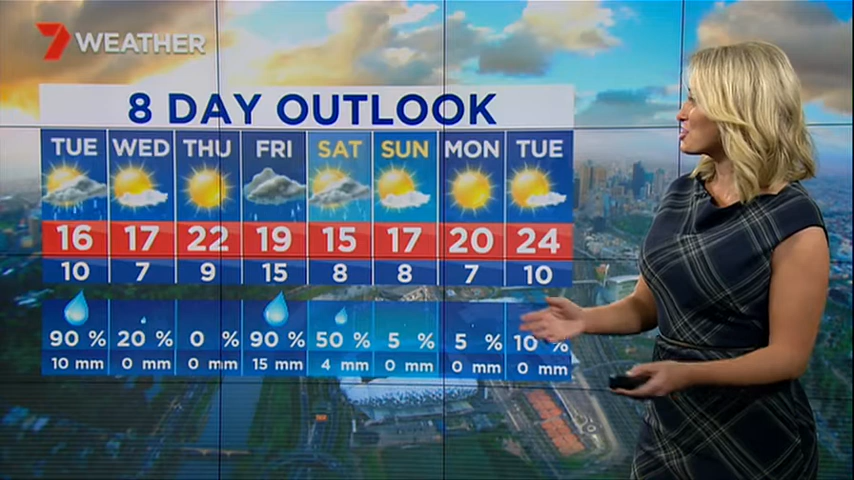 7 WEATHER
8 DAY OUTLOOK
TUE WED THU FRI SAT SUN MON TUE
16 17 22 19 15 17 20 24
10 7 9 15 8 8 7 10
90 % 20 % 0 % 90 % 50 % 5 % 5 % 10 %
10 mm 0 mm 0 mm 15 mm 4 mm 0 mm 0 mm 0 mm